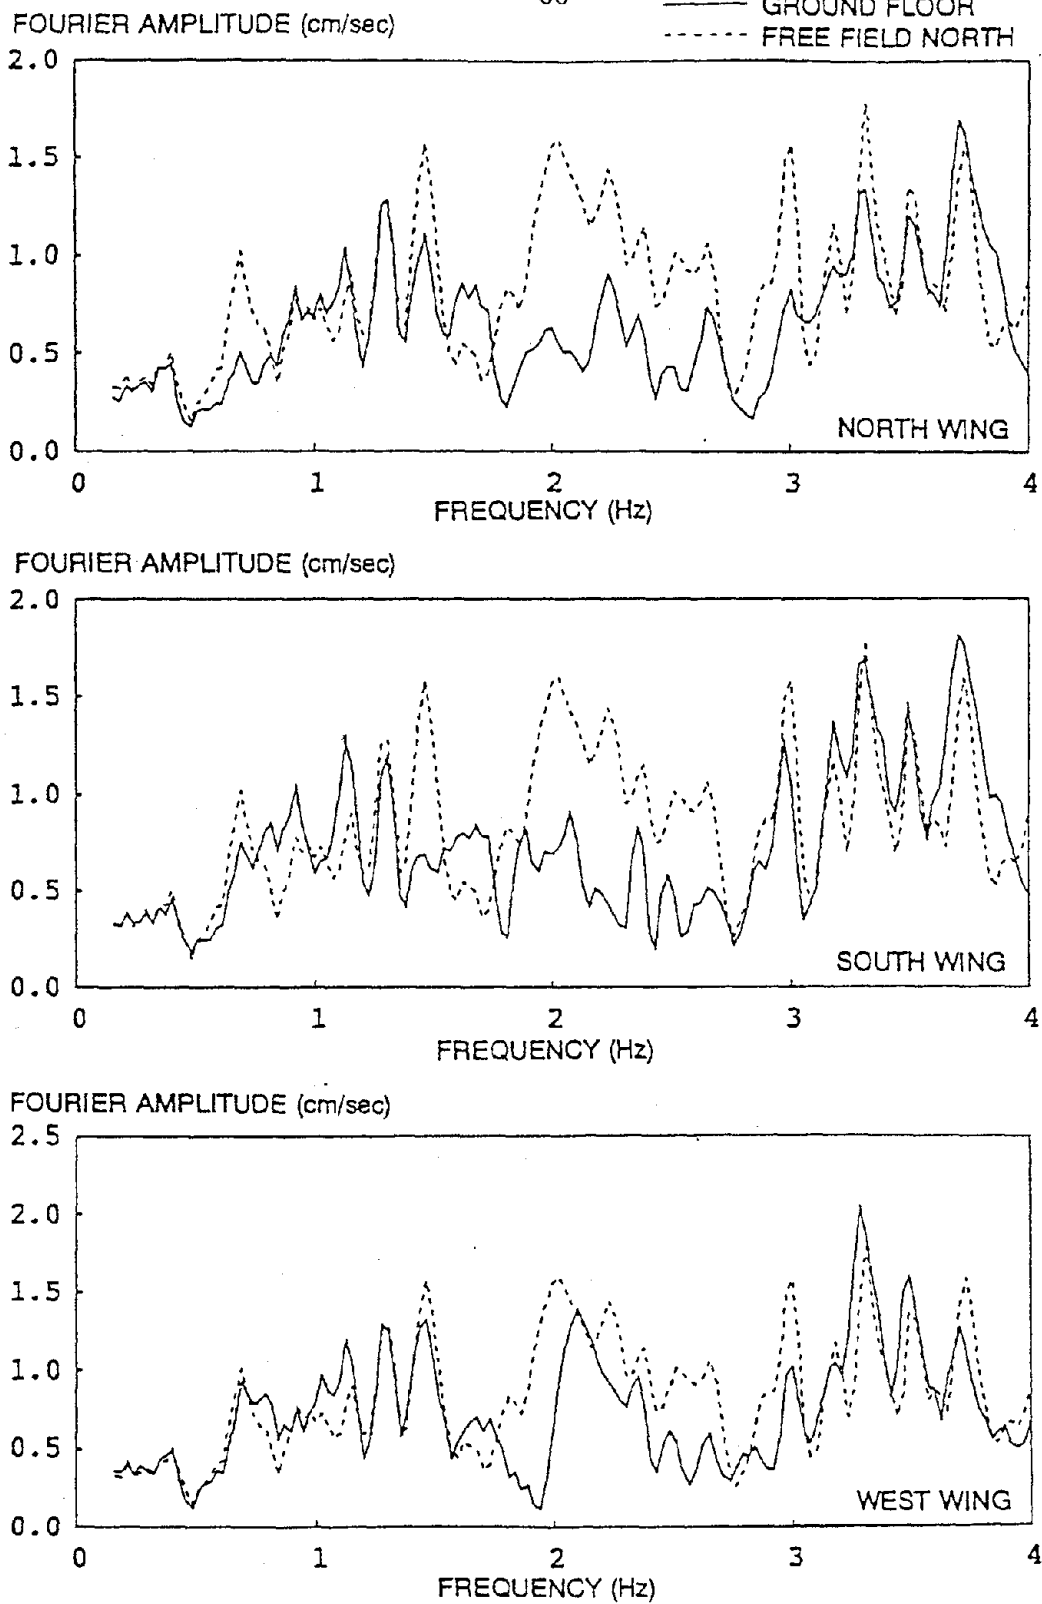 GROUND FLOOR
FOURIER AMPLITUDE (cm/sec)
FREE FIELD NORTH
2.0
1.5
1.0
0.5
0.0
NORTH WING
0 1 2 3 4
FREQUENCY (Hz)
FOURIER AMPLITUDE (cm/sec)
2.0
1.5
1.0
0.5
0.0
SOUTH WING
0 1 2 3 4
FREQUENCY (Hz)
FOURIER AMPLITUDE (cm/sec)
2.5
2.0
1.5
1.0
0.5
0.0
WEST WING
0 1 2 3 4
FREQUENCY (Hz)